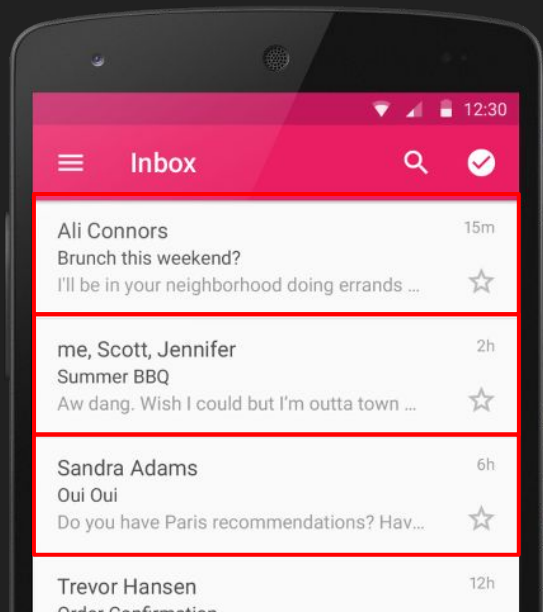 12:30
Inbox
Ali Connors 15m
Brunch this weekend?
I'll be in your neighborhood doing errands ...
me, Scott, Jennifer 2h
Summer BBQ
Aw dang. Wish I could but I’m outta town ...
Sandra Adams 6h
Oui Oui
Do you have Paris recommendations? Hav...
Trevor Hansen 12h
Order Confirmation